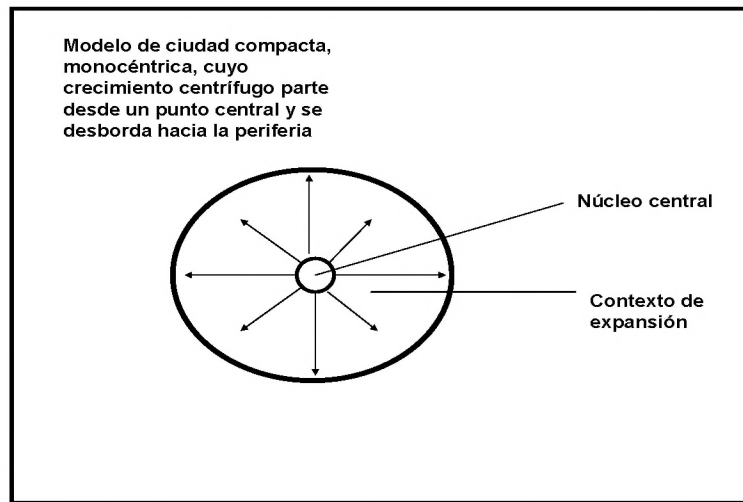 Modelo de ciudad compacta,
monocéntrica, cuyo
crecimiento centrífugo parte
desde un punto central y se
desborda hacia la periferia
Núcleo central
Contexto de
expansión